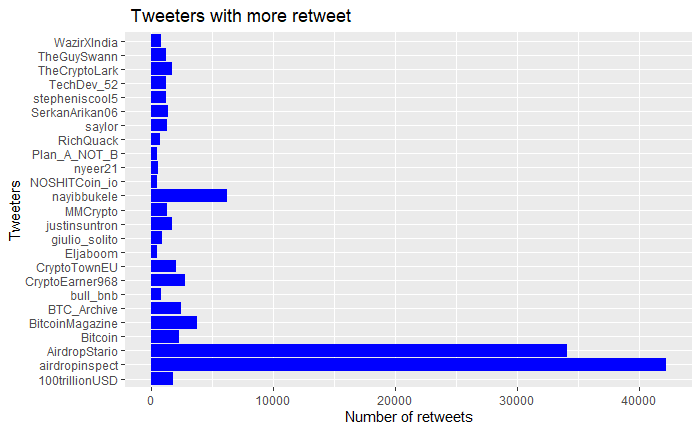 Tweeters with more retweet
Tweeters
WazirXIndia
TheGuySwann
TheCryptoLark
TechDev_52
stepheniscool5
SerkanArikan06
saylor
RichQuack
Plan_A_NOT_B
nyeer21
NOSHITCoin_io
nayibbukele
MMCrypto
justinsuntron
giulio_solito
Eljaboom
CryptoTownEU
CryptoEarner968
bull_bnb
BTC_Archive
BitcoinMagazine
Bitcoin
AirdropStario
airdropinspect
100trillionUSD
0 10000 20000 30000 40000
Number of retweets